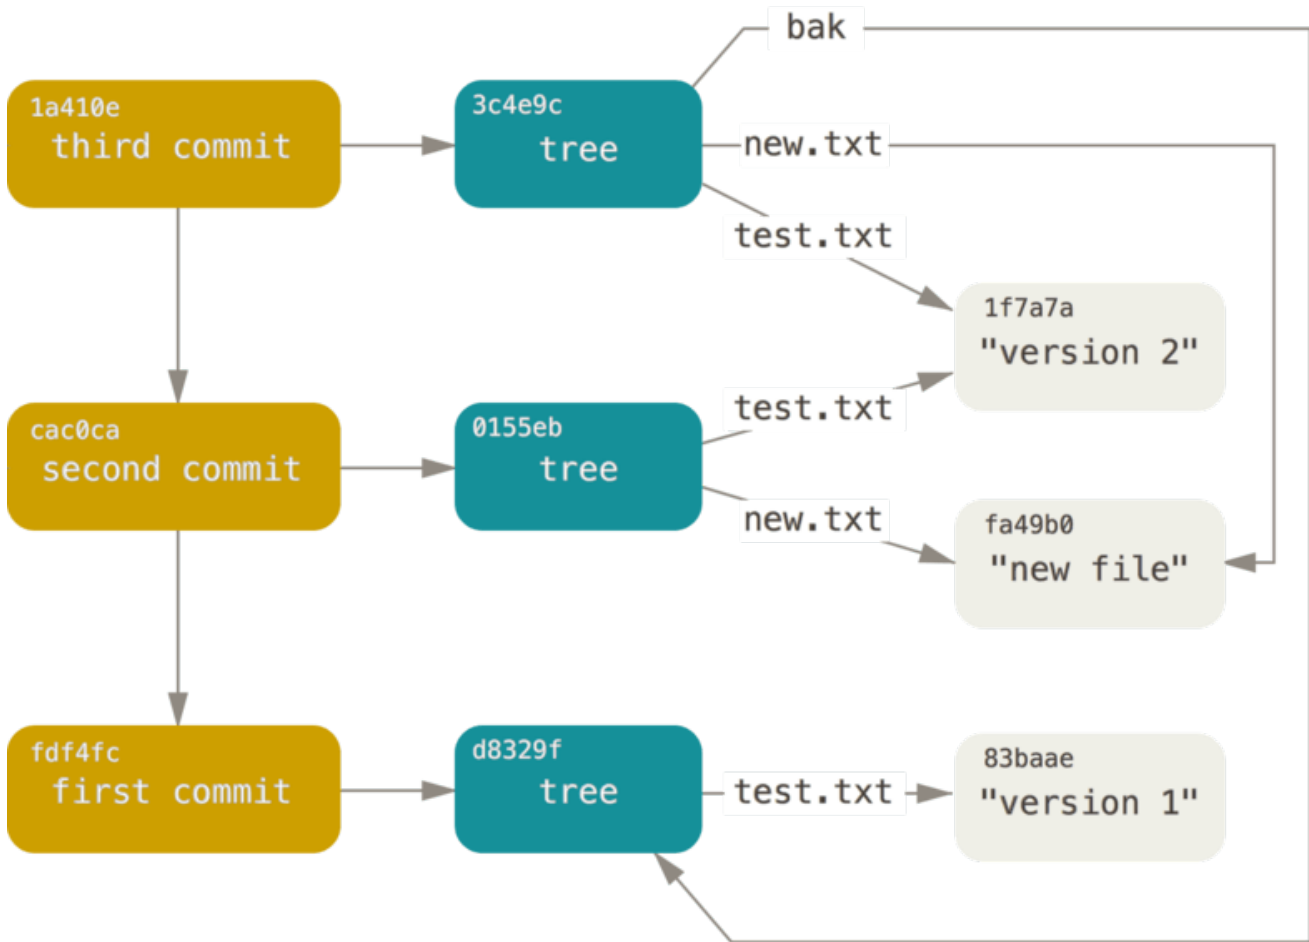 bak
1a410e
third commit
3c4e9c
tree
new.txt
test.txt
1f7a7a
"version 2"
cac0ca
second commit
0155eb
tree
test.txt
new.txt
fa49b0
"new file"
fdf4fc
first commit
d8329f
tree
test.txt
83baae
"version 1"